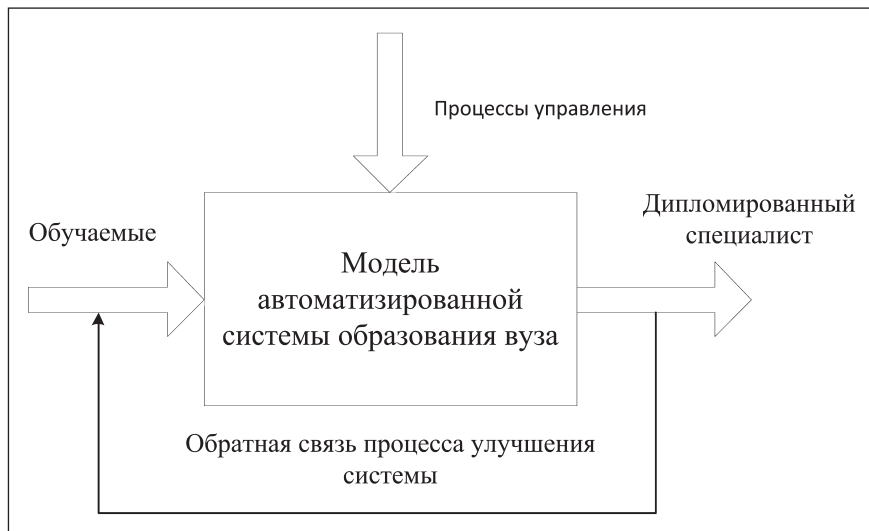 Процессы управления
Обучаемые
Дипломированный
специалист
Модель
автоматизированной
системы образования вуза
Обратная связь процесса улучшения
системы